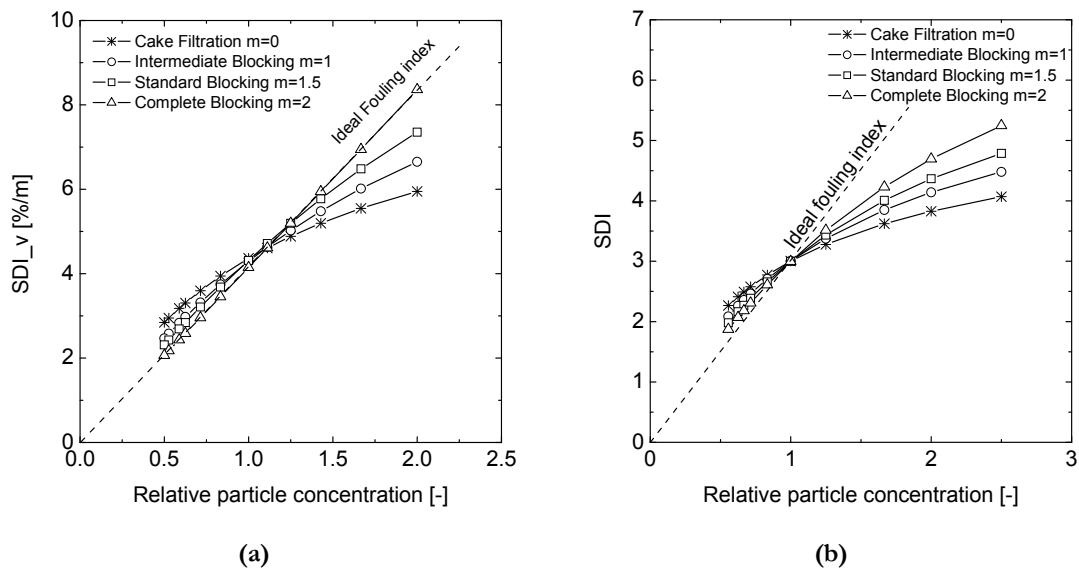 10
8
6
4
2
0
SDI_v [%/m]
Cake Filtration m=0
Intermediate Blocking m=1
Standard Blocking m=1.5
Complete Blocking m=2
Ideal Fouling index
0.0 0.5 1.0 1.5 2.0 2.5
Relative particle concentration [-]
(a)
6
5
4
3
2
1
0
SDI
Cake Filtration m=0
Intermediate Blocking m=1
Standard Blocking m=1.5
Complete Blocking m=2
Ideal fouling index
0 1 2 3
Relative particle concentration [-]
(b)